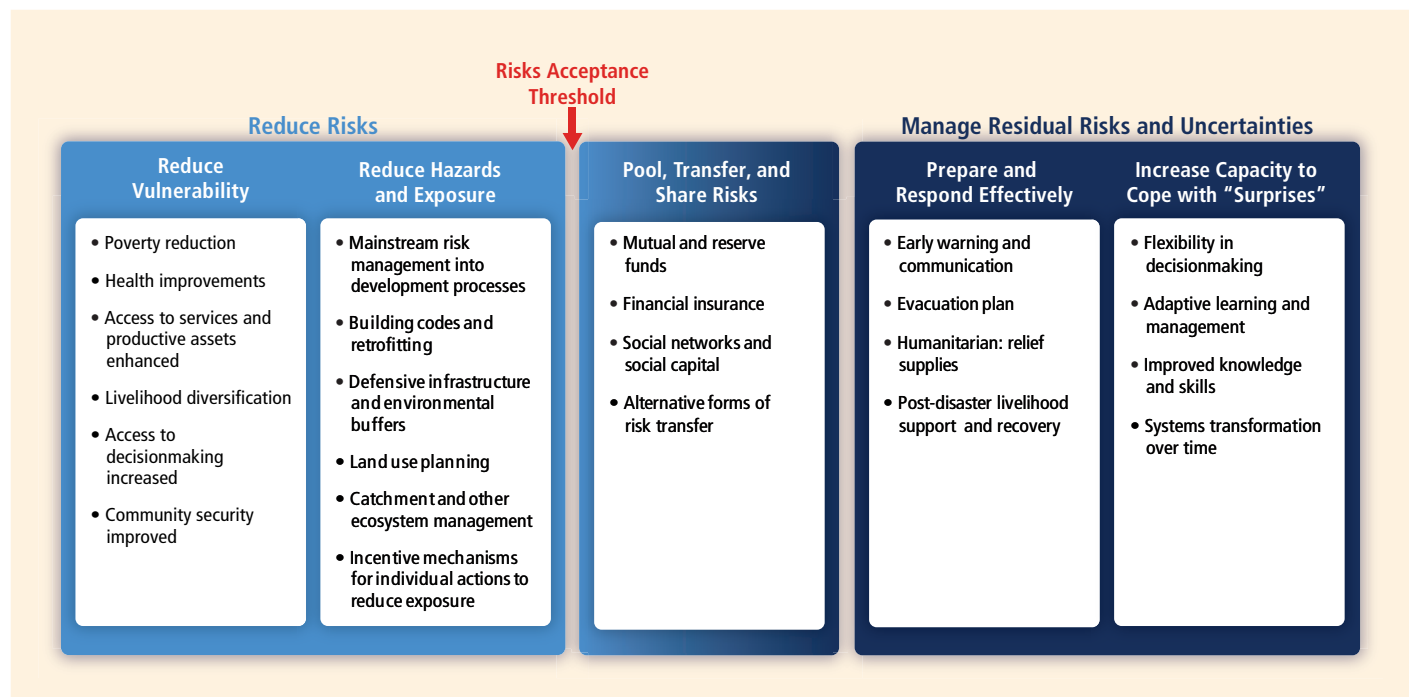 Risks Acceptance
Threshold
Reduce Risks
Manage Residual Risks and Uncertainties
Reduce
Vulnerability
• Poverty reduction
• Health improvements
• Access to services and
productive assets
enhanced
• Livelihood diversification
• Access to
decisionmaking
increased
• Community security
improved
Reduce Hazards
and Exposure
• Mainstream risk
management into
development processes
• Building codes and
retrofitting
• Defensive infrastructure
and environmental
buffers
• Land use planning
• Catchment and other
ecosystem management
• Incentive mechanisms
for individual actions to
reduce exposure
Pool, Transfer, and
Share Risks
• Mutual and reserve
funds
• Financial insurance
• Social networks and
social capital
• Alternative forms of
risk transfer
Prepare and
Respond Effectively
• Early warning and
communication
• Evacuation plan
• Humanitarian: relief
supplies
• Post-disaster livelihood
support and recovery
Increase Capacity to
Cope with “Surprises”
• Flexibility in
decisionmaking
• Adaptive learning and
management
• Improved knowledge
and skills
• Systems transformation
over time